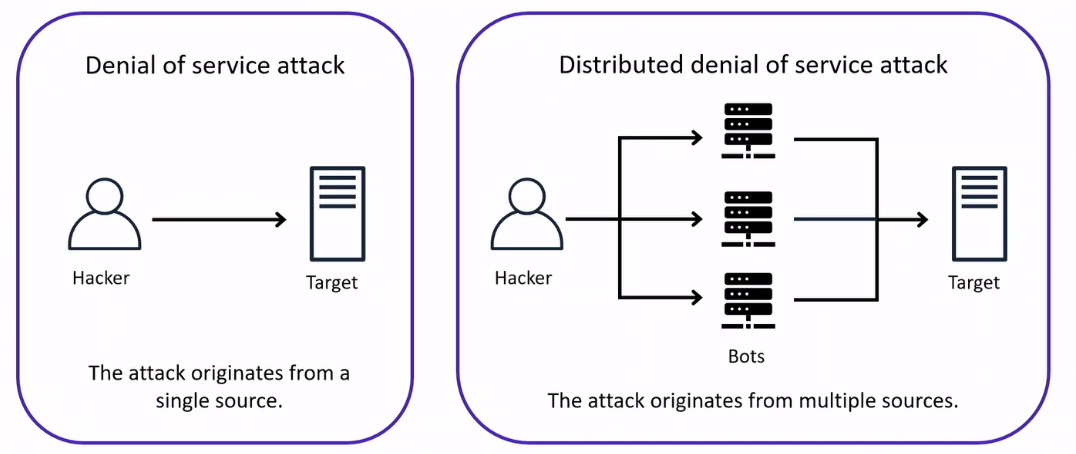 Denial of service attack
Hacker
Target
The attack originates from a
single source.
Distributed denial of service attack
Hacker
Bots
Target
The attack originates from multiple sources.